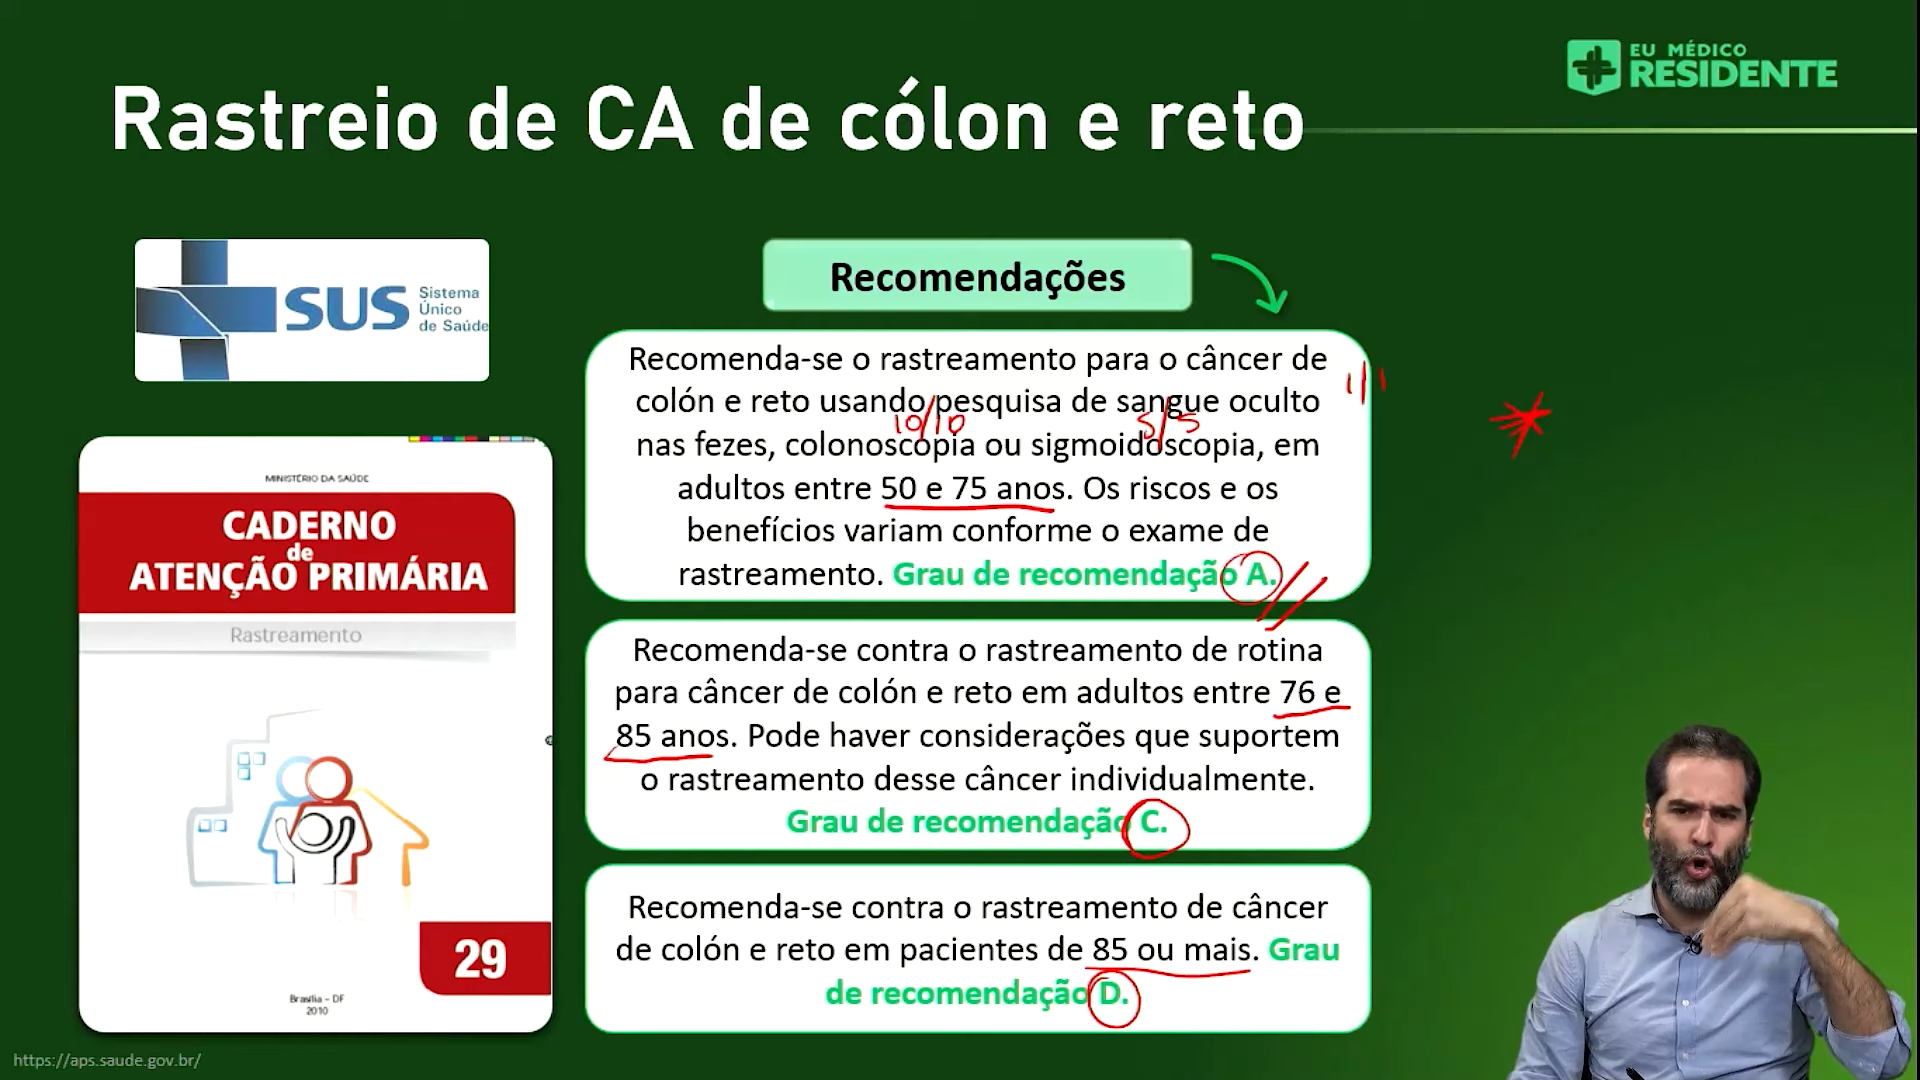 EU MÉDICO
RESIDENTE
Rastreio de CA de cólon e reto
SUS
Sistema
Único
de Saúde
MINISTÉRIO DA SAÚDE
CADERNO
de
ATENÇÃO PRIMÁRIA
Rastreamento
29
Brasília – DF
2010
Recomendações
Recomenda-se o rastreamento para o câncer de
colón e reto usando pesquisa de sangue oculto
1/1
10/10
5/5
nas fezes, colonoscopia ou sigmoidoscopia, em
adultos entre 50 e 75 anos. Os riscos e os
benefícios variam conforme o exame de
rastreamento. Grau de recomendação A.
Recomenda-se contra o rastreamento de rotina
para câncer de colón e reto em adultos entre 76 e
85 anos. Pode haver considerações que suportem
o rastreamento desse câncer individualmente.
Grau de recomendação C.
Recomenda-se contra o rastreamento de câncer
de colón e reto em pacientes de 85 ou mais. Grau
de recomendação D.
https://aps.saude.gov.br/